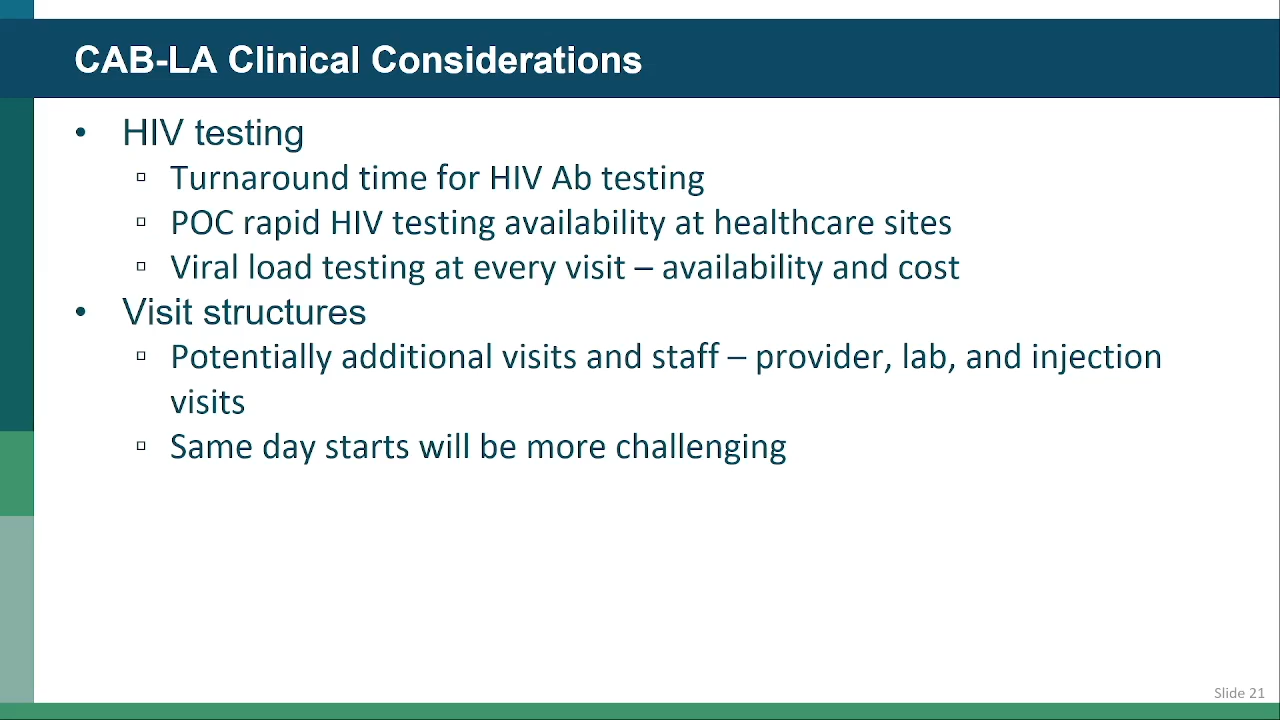 CAB-LA Clinical Considerations
• HIV testing
▫ Turnaround time for HIV Ab testing
▫ POC rapid HIV testing availability at healthcare sites
▫ Viral load testing at every visit – availability and cost
• Visit structures
▫ Potentially additional visits and staff – provider, lab, and injection
visits
▫ Same day starts will be more challenging
Slide 21